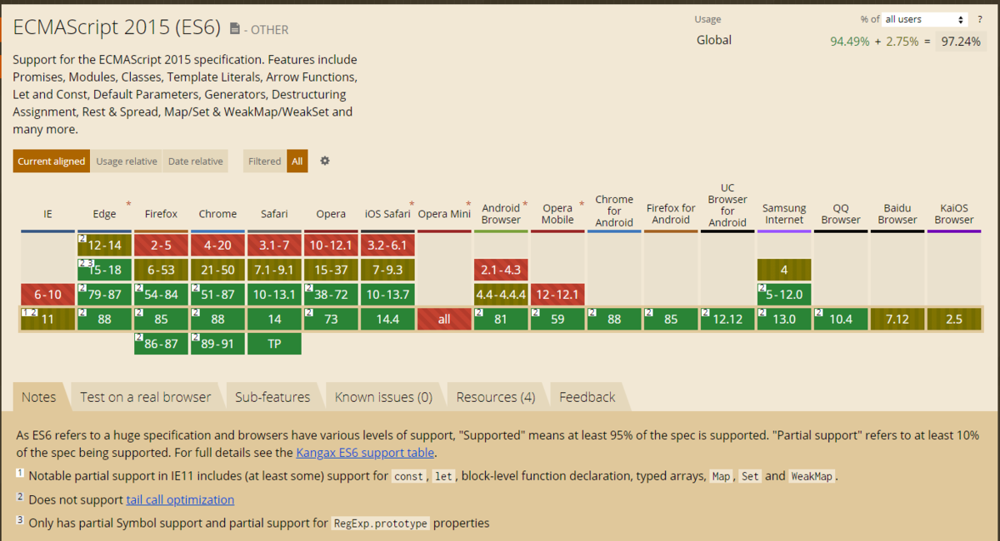 ECMAScript 2015 (ES6) - OTHER
Usage % of all users ?
Global 94.49% + 2.75% = 97.24%
Support for the ECMAScript 2015 specification. Features include
Promises, Modules, Classes, Template Literals, Arrow Functions,
Let and Const, Default Parameters, Generators, Destructuring
Assignment, Rest & Spread, Map/Set & WeakMap/WeakSet and
many more.
Current aligned Usage relative Date relative Filtered All
IE Edge * Firefox Chrome Safari Opera iOS Safari * Opera Mini * Android Browser * Opera Mobile * Chrome for Android Firefox for Android UC Browser for Android Samsung Internet QQ Browser Baidu Browser KaiOS Browser
2 12-14 2-5 4-20 3.1-7 10-12.1 3.2-6.1
2 3 15-18 6-53 21-50 7.1-9.1 15-37 7-9.3 2.1-4.3 4
6-10 2 79-87 2 54-84 2 51-87 10-13.1 2 38-72 10-13.7 4.4-4.4.4 12-12.1 2 5-12.0
1 2 11 2 88 2 85 2 88 14 2 73 14.4 all 2 81 2 59 2 88 2 85 2 12.12 2 13.0 2 10.4 7.12 2.5
2 86-87 2 89-91 TP
Notes Test on a real browser Sub-features Known issues (0) Resources (4) Feedback
As ES6 refers to a huge specification and browsers have various levels of support, "Supported" means at least 95% of the spec is supported. "Partial support" refers to at least 10%
of the spec being supported. For full details see the Kangax ES6 support table.
1 Notable partial support in IE11 includes (at least some) support for const, let, block-level function declaration, typed arrays, Map, Set and WeakMap.
2 Does not support tail call optimization
3 Only has partial Symbol support and partial support for RegExp.prototype properties